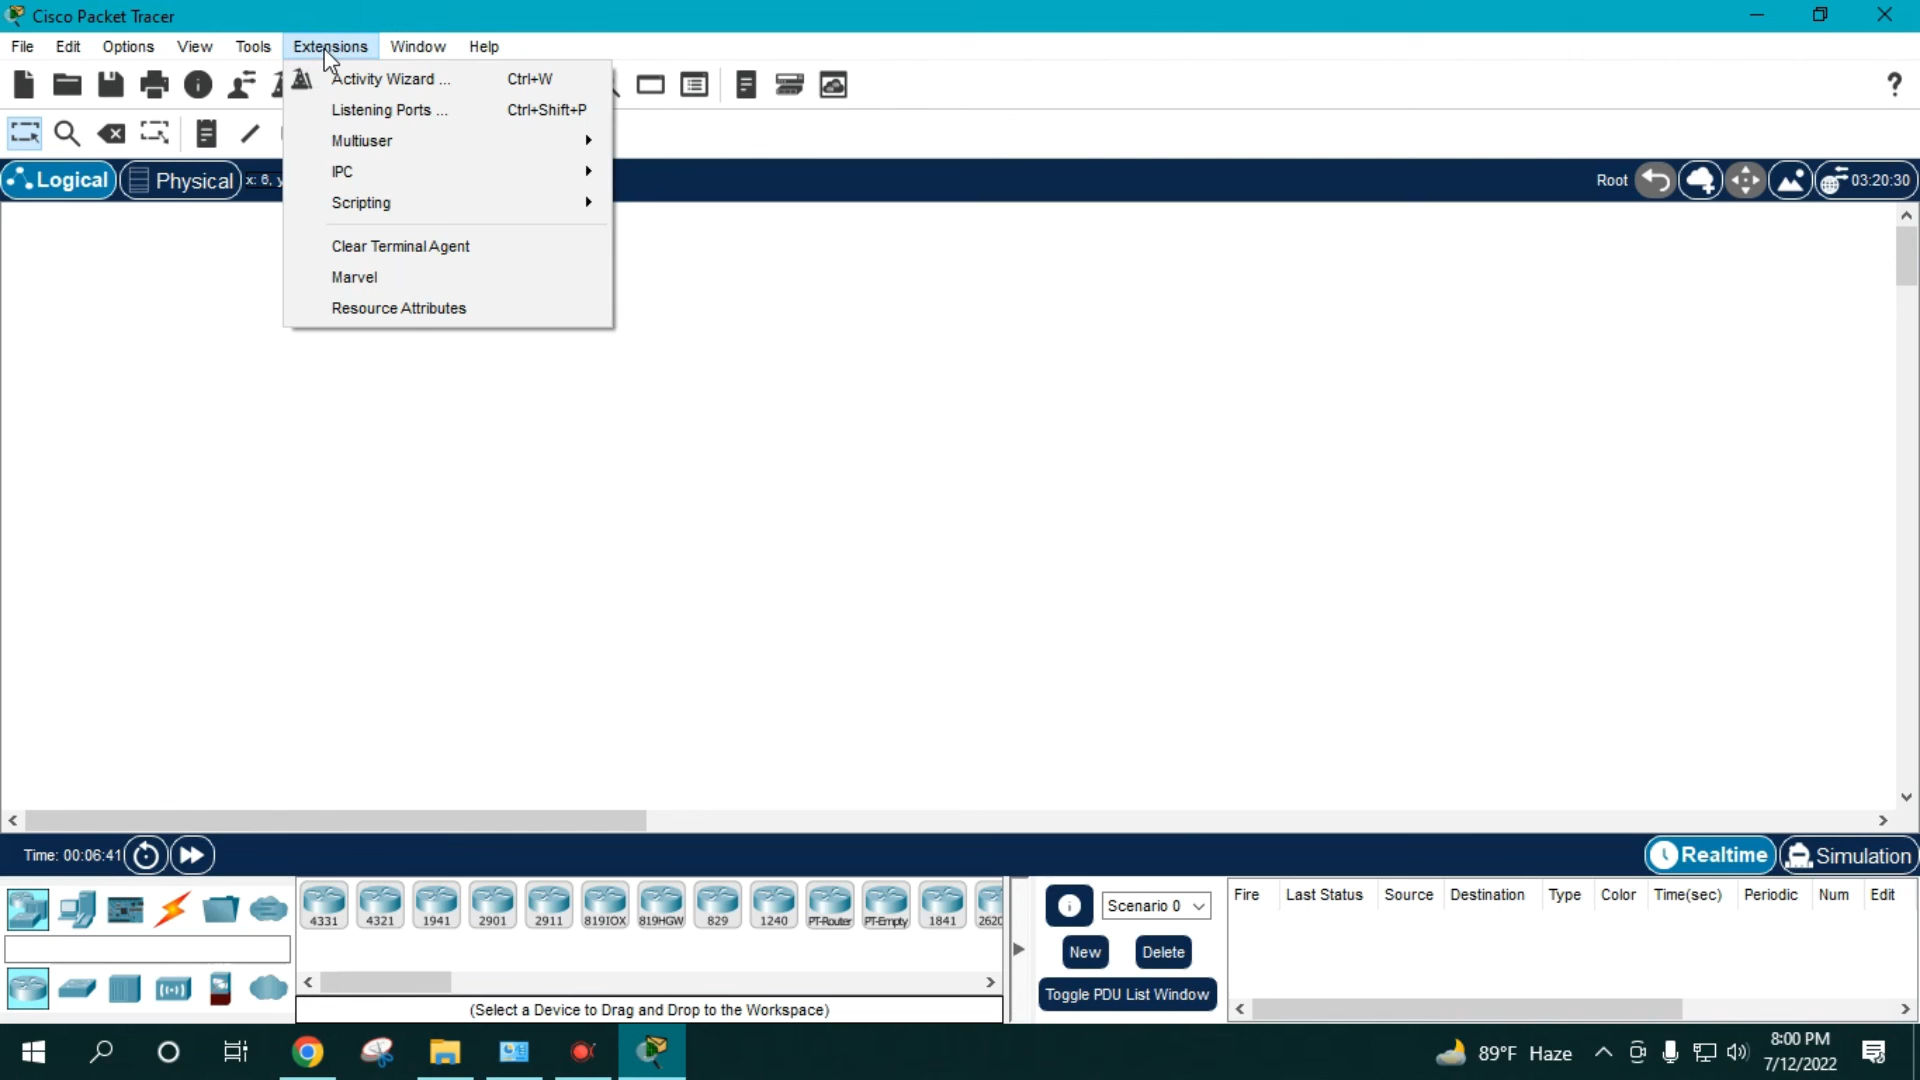 Cisco Packet Tracer
File Edit Options View Tools Extensions Window Help
Activity Wizard ... Ctrl+W
Listening Ports ... Ctrl+Shift+P
Multiuser
IPC
Scripting
Clear Terminal Agent
Marvel
Resource Attributes
Logical Physical x: 6, y Root 03:20:30
Time: 00:06:41 Realtime Simulation
4331 4321 1941 2901 2911 819IOX 819HGW 829 1240 PT-Router PT-Empty 1841 2620
(Select a Device to Drag and Drop to the Workspace)
Scenario 0
New Delete
Toggle PDU List Window
Fire Last Status Source Destination Type Color Time(sec) Periodic Num Edit
89°F Haze
8:00 PM
7/12/2022